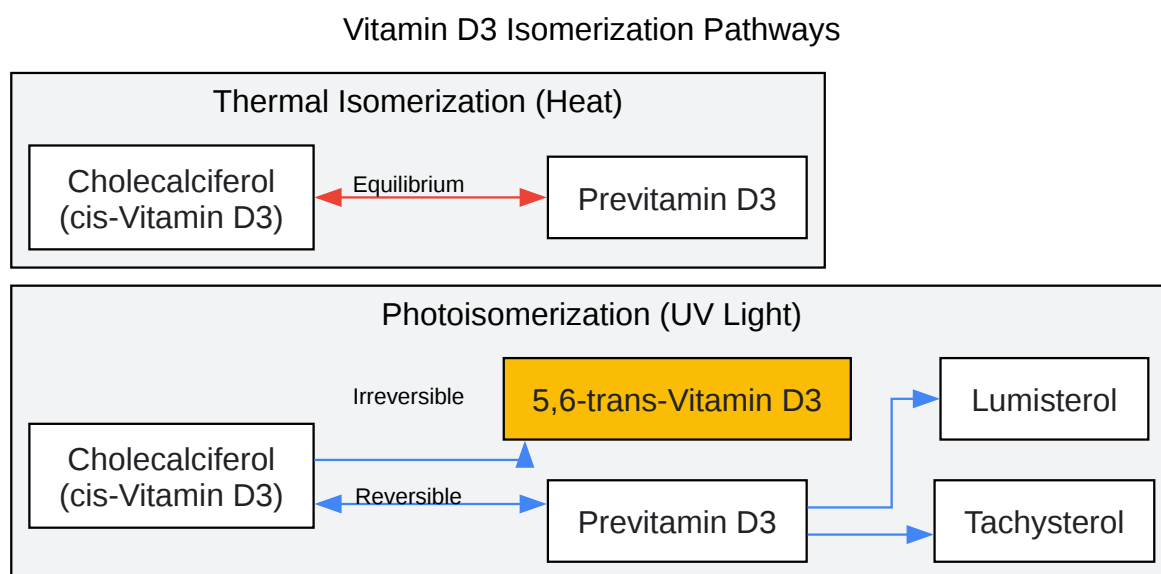 Vitamin D3 Isomerization Pathways
Thermal Isomerization (Heat)
Cholecalciferol
(cis-Vitamin D3)
Equilibrium
Previtamin D3
Photoisomerization (UV Light)
Irreversible
5,6-trans-Vitamin D3
Lumisterol
Cholecalciferol
(cis-Vitamin D3)
Reversible
Previtamin D3
Tachysterol